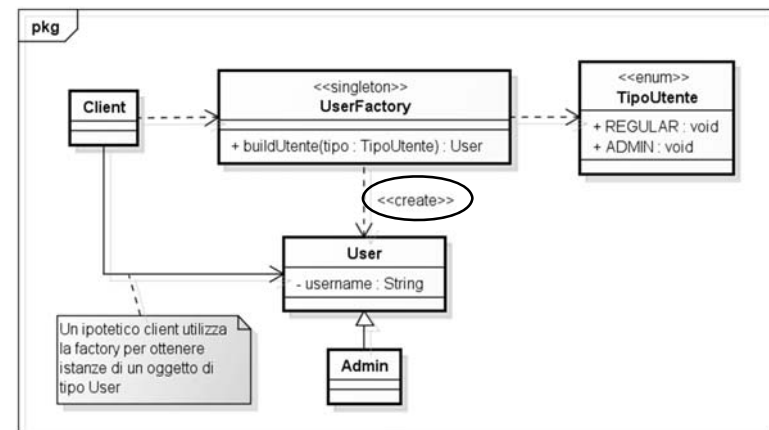 pkg
Client
<<singleton>>
UserFactory
+ buildUtente(tipo : TipoUtente) : User
<<enum>>
TipoUtente
+ REGULAR : void
+ ADMIN : void
<<create>>
User
- username : String
Un ipotetico client utilizza
la factory per ottenere
istanze di un oggetto di
tipo User
Admin